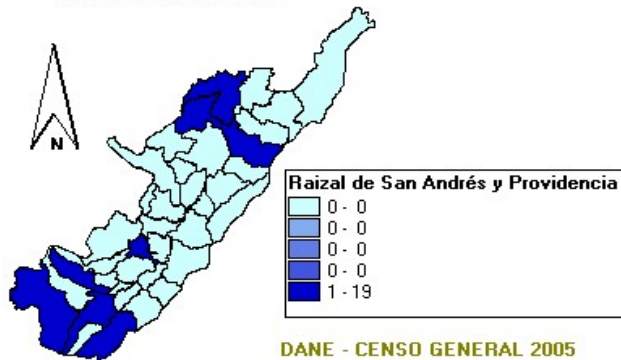 N
Raizal de San Andrés y Providencia
0 - 0
0 - 0
0 - 0
0 - 0
1 - 19
DANE - CENSO GENERAL 2005